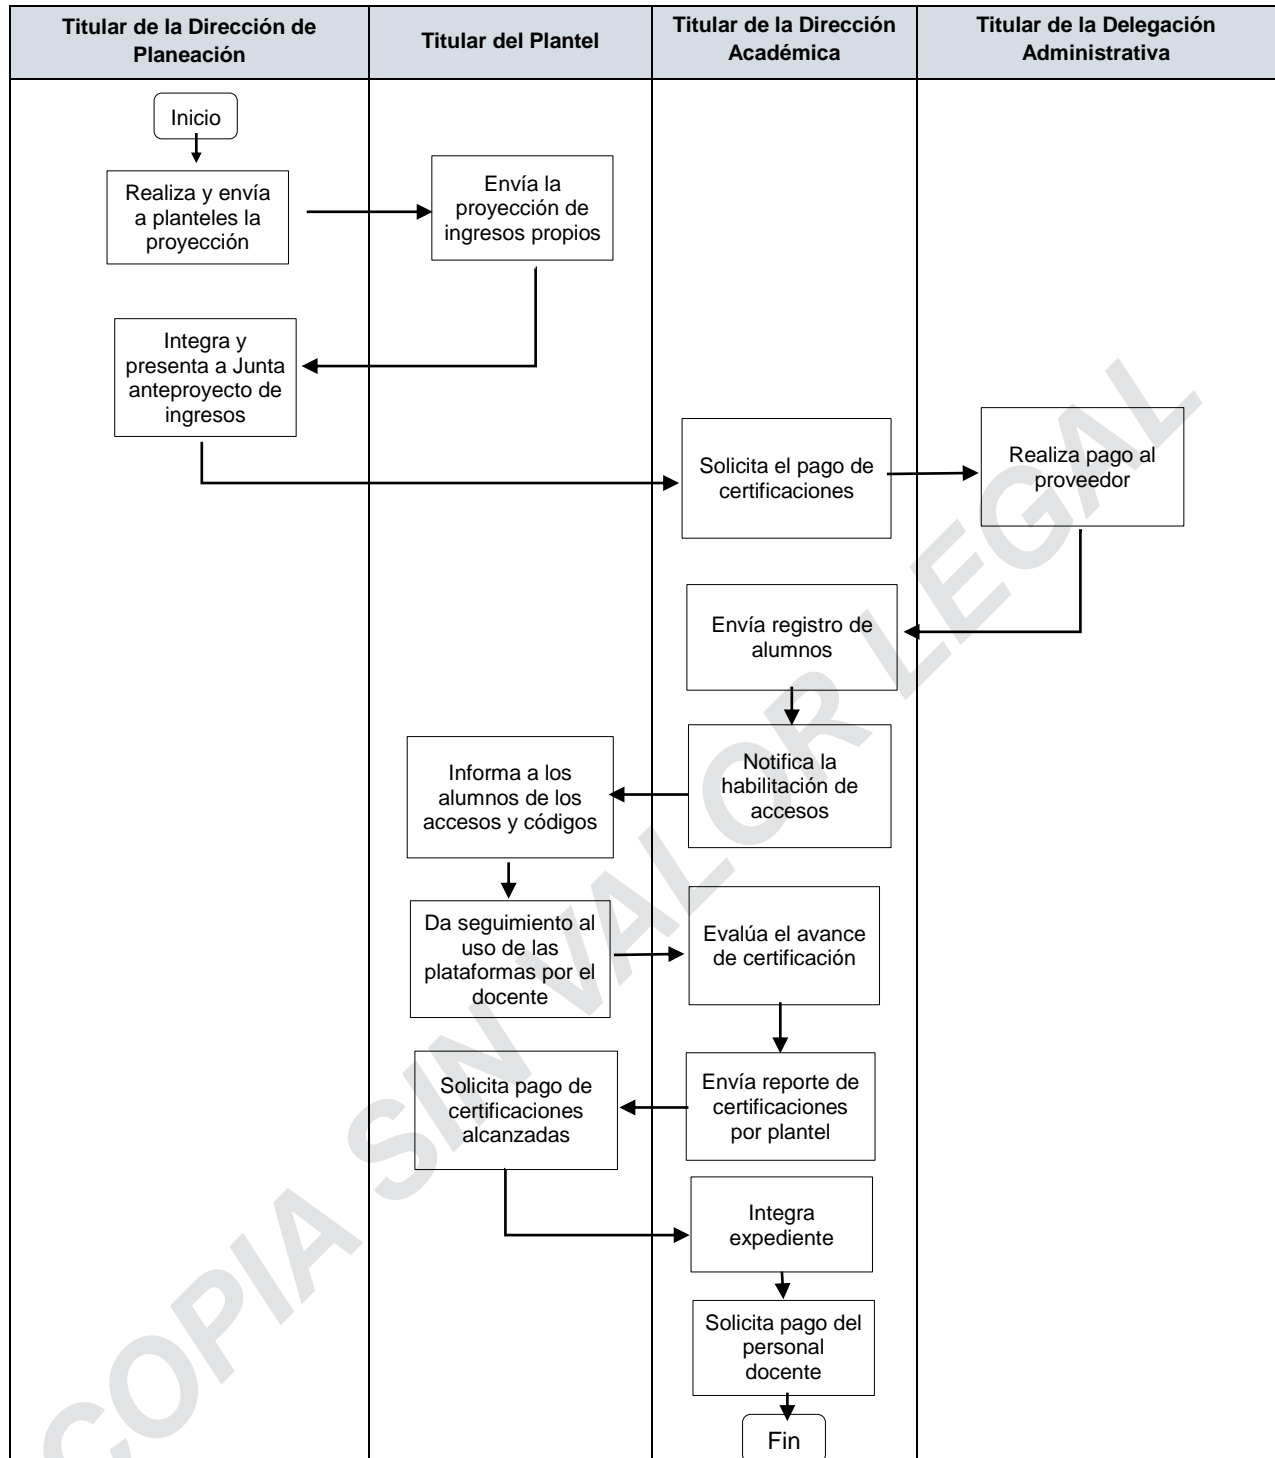 Titular de la Dirección de
Planeación
Titular del Plantel
Titular de la Dirección
Académica
Titular de la Delegación
Administrativa
Inicio
Realiza y envía
a planteles la
proyección
Envía la
proyección de
ingresos propios
Integra y
presenta a Junta
anteproyecto de
ingresos
Solicita el pago de
certificaciones
Realiza pago al
proveedor
Envía registro de
alumnos
Notifica la
habilitación de
accesos
Informa a los
alumnos de los
accesos y códigos
Da seguimiento al
uso de las
plataformas por el
docente
Evalúa el avance
de certificación
Envía reporte de
certificaciones
por plantel
Solicita pago de
certificaciones
alcanzadas
Integra
expediente
Solicita pago del
personal
docente
Fin
COPIA SIN VALOR LEGAL